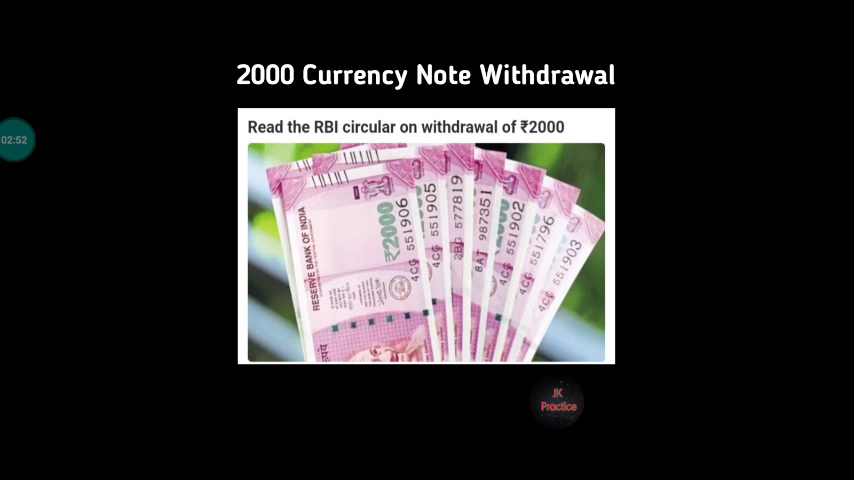 2000 Currency Note Withdrawal
Read the RBI circular on withdrawal of ₹2000
02:52
RESERVE BANK OF INDIA
₹2000
4CG 551906
4CG 551905
2BG 577819
8AT 987351
4CG 551902
4CG 551796
4CG 551903
JK
Practice